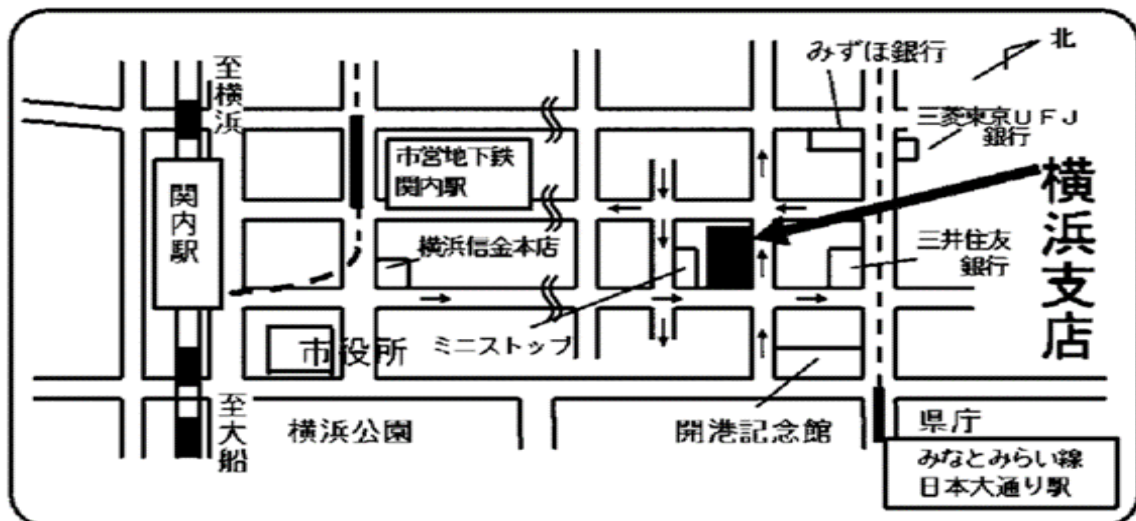 至横浜
みずほ銀行
北
三菱東京ＵＦＪ
銀行
市営地下鉄
関内駅
横浜支店
関内駅
横浜信金本店
三井住友
銀行
市役所
ミニストップ
至大船
横浜公園
開港記念館
県庁
みなとみらい線
日本大通り駅